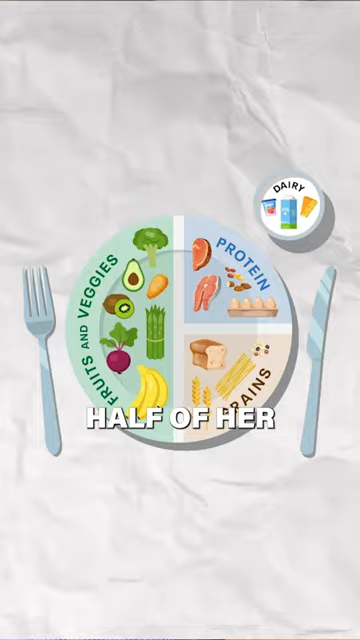 DAIRY
FRUITS AND VEGGIES
PROTEIN
GRAINS
HALF OF HER